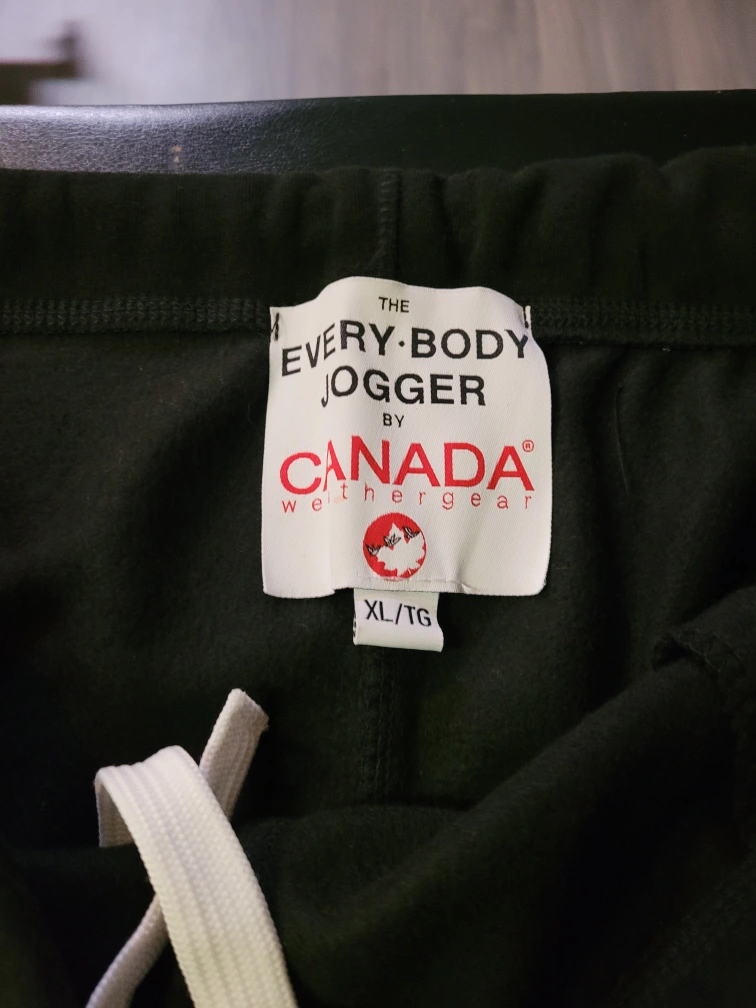 THE
EVERY·BODY
JOGGER
BY
CANADA®
weathergear
XL/TG